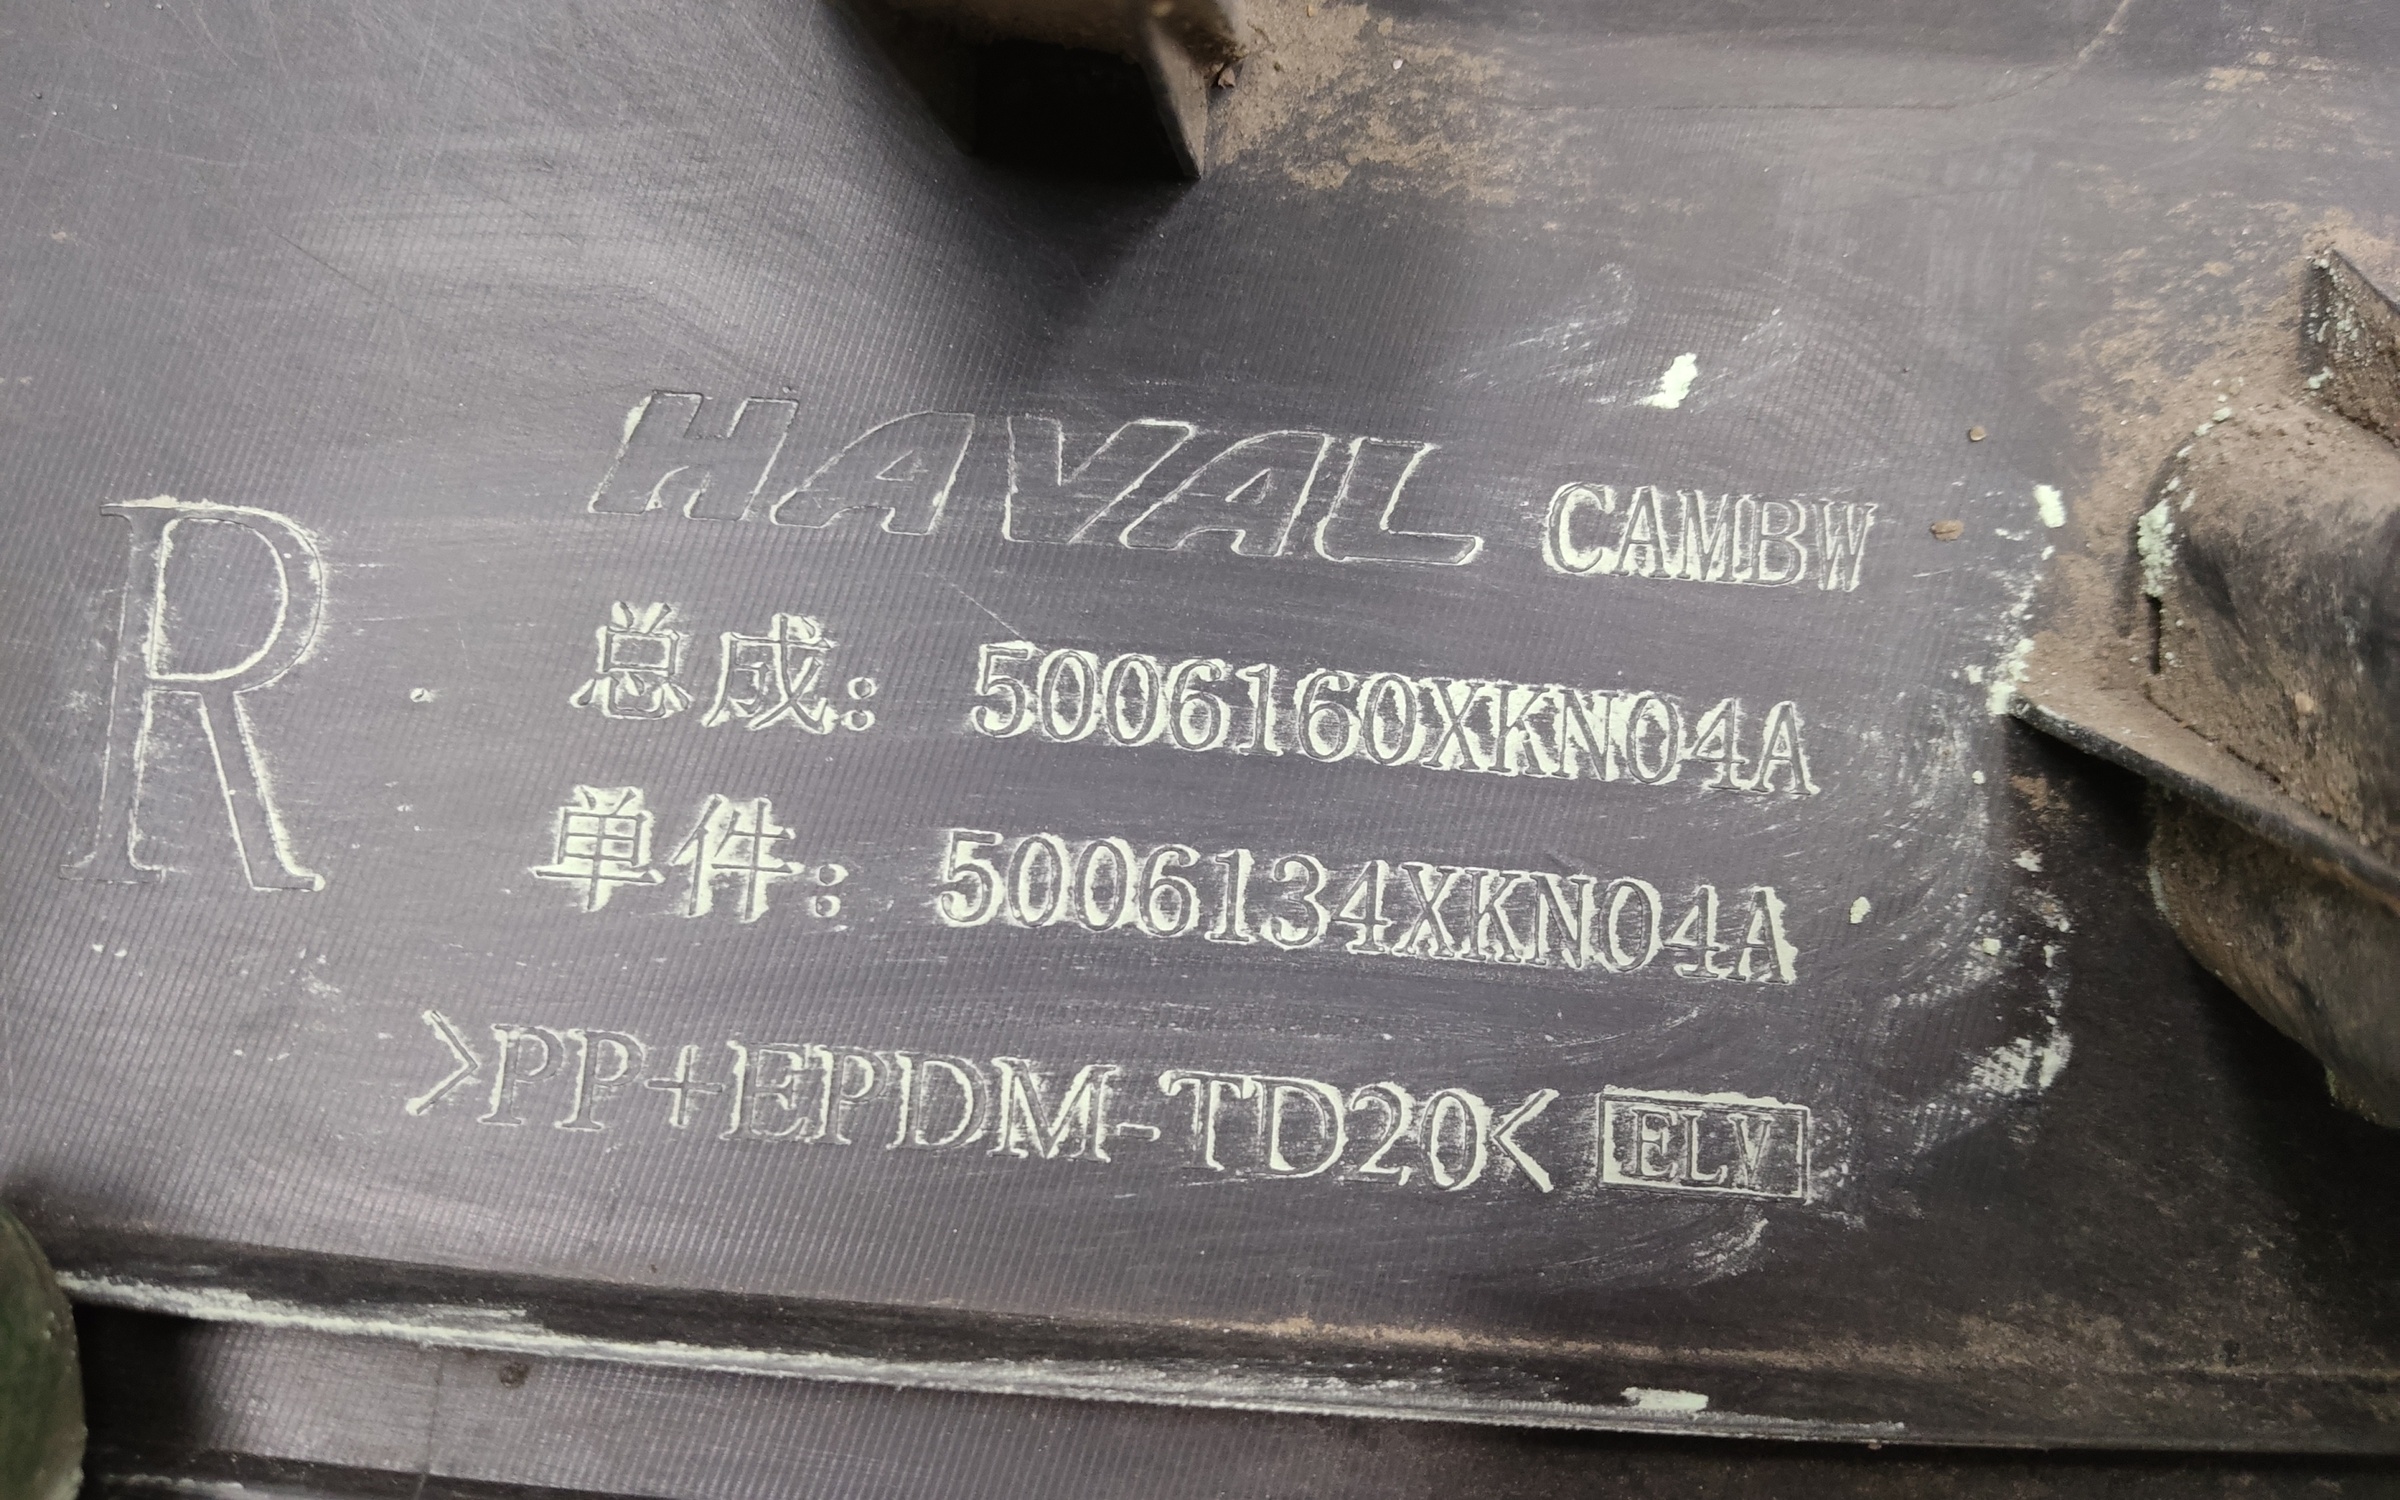 R
HAVAL CAMBW
总成: 5006160XKN04A
单件: 5006134XKN04A
>PP+EPDM-TD20< ELV